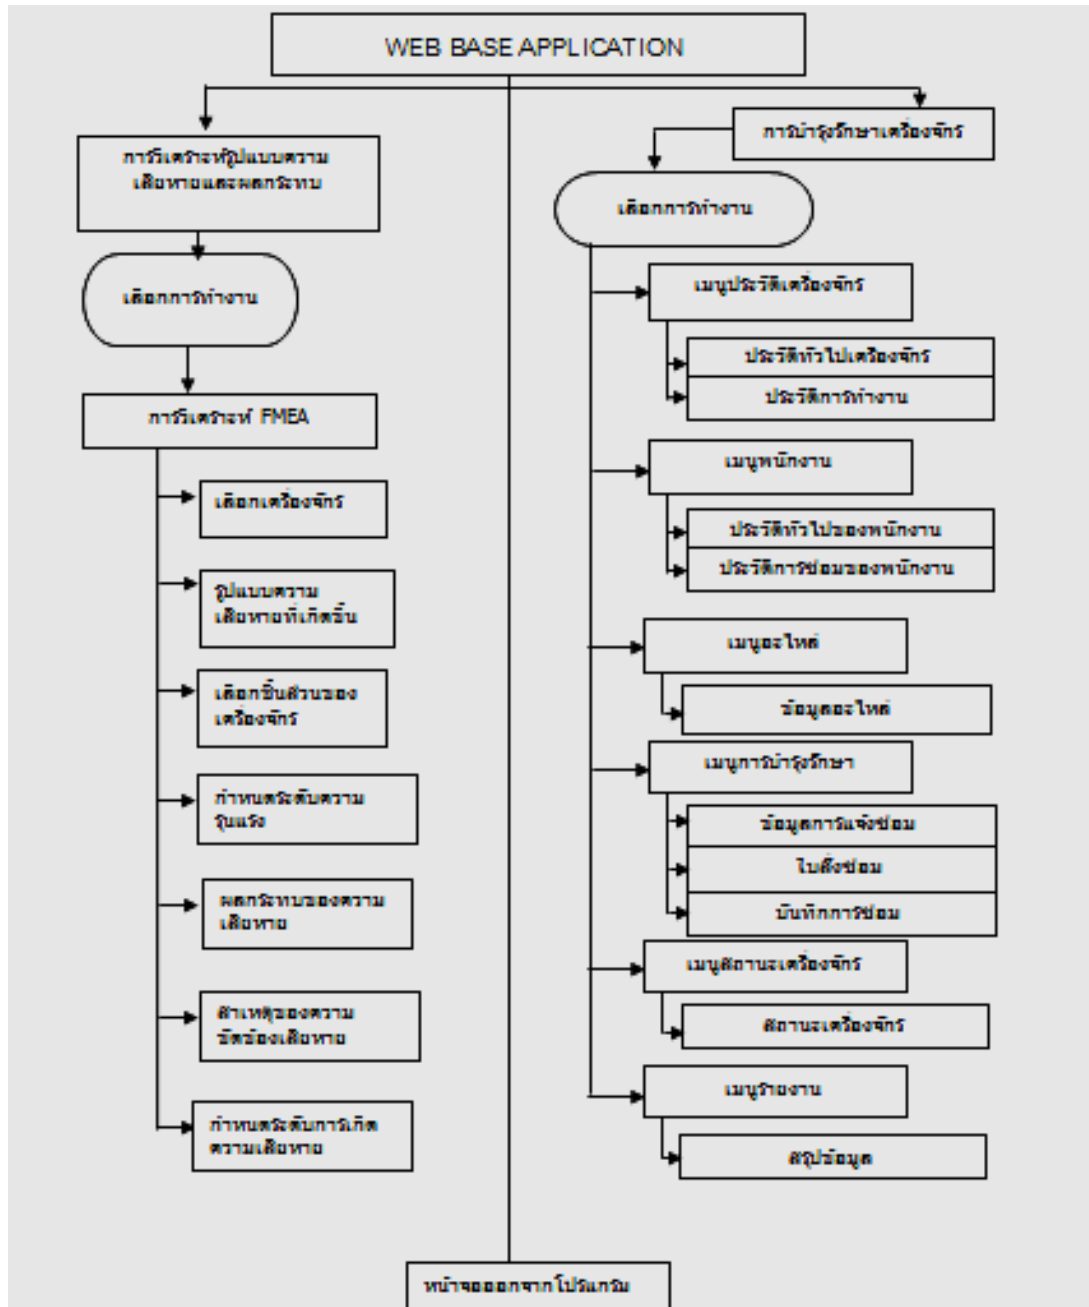 WEB BASE APPLICATION
การวิเคราะห์รูปแบบความ
เสียหายและผลกระทบ
เลือกการทำงาน
การวิเคราะห์ FMEA
เลือกเครื่องจักร
รูปแบบความ
เสียหายที่เกิดขึ้น
เลือกชิ้นส่วนของ
เครื่องจักร
กำหนดระดับความ
รุนแรง
ผลกระทบของความ
เสียหาย
สาเหตุของความ
ขัดข้องเสียหาย
กำหนดระดับการเกิด
ความเสียหาย
การบำรุงรักษาเครื่องจักร
เลือกการทำงาน
เมนูประวัติเครื่องจักร
ประวัติทั่วไปเครื่องจักร
ประวัติการทำงาน
เมนูพนักงาน
ประวัติทั่วไปของพนักงาน
ประวัติการซ่อมของพนักงาน
เมนูอะไหล่
ข้อมูลอะไหล่
เมนูการบำรุงรักษา
ข้อมูลการแจ้งซ่อม
ใบสั่งซ่อม
บันทึกการซ่อม
เมนูสถานะเครื่องจักร
สถานะเครื่องจักร
เมนูรายงาน
สรุปข้อมูล
หน้าจอออกจากโปรแกรม